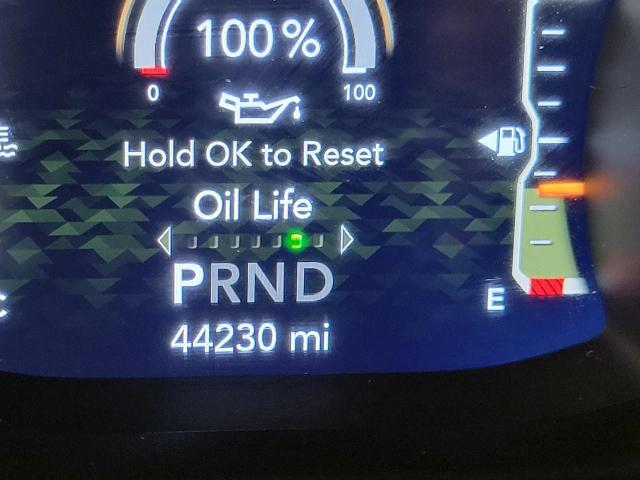 100%
0 100
Hold OK to Reset
Oil Life
PRND
E
44230 mi